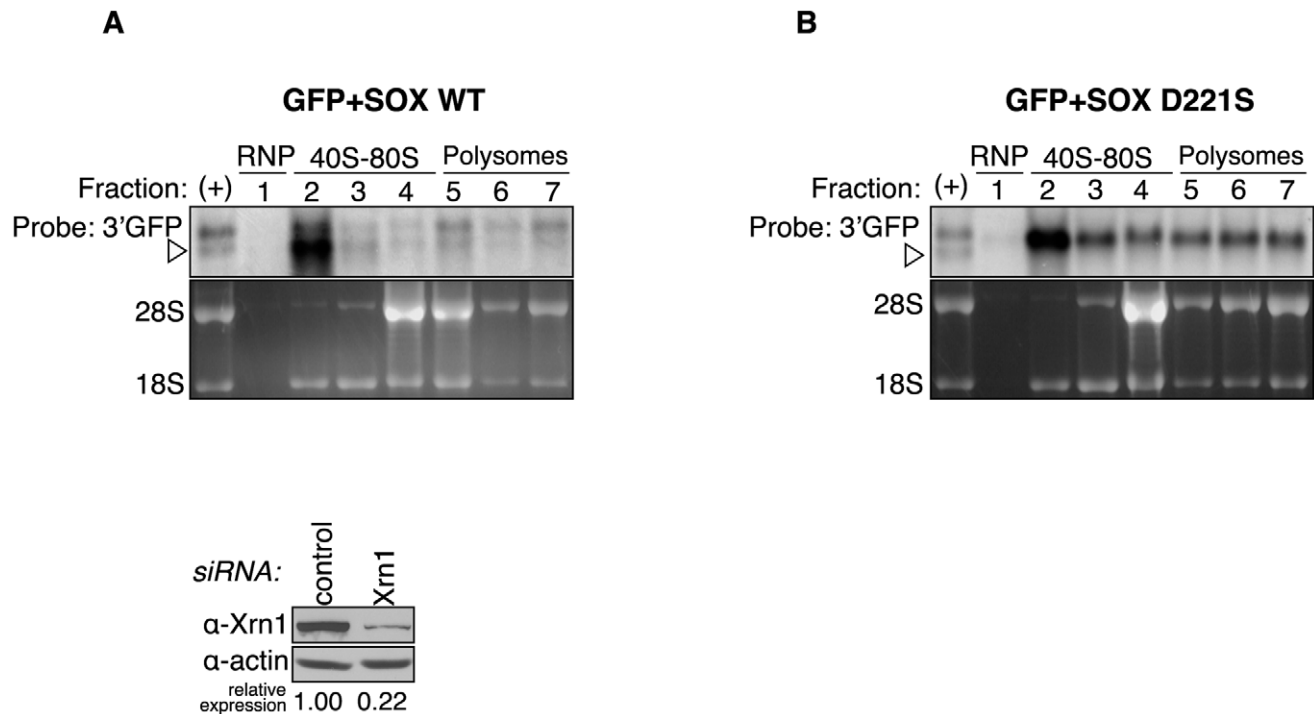 A
GFP+SOX WT
RNP 40S-80S Polysomes
Fraction: (+) 1 2 3 4 5 6 7
Probe: 3'GFP
28S
18S
siRNA: control Xrn1
α-Xrn1
α-actin
relative
expression 1.00 0.22
B
GFP+SOX D221S
RNP 40S-80S Polysomes
Fraction: (+) 1 2 3 4 5 6 7
Probe: 3'GFP
28S
18S